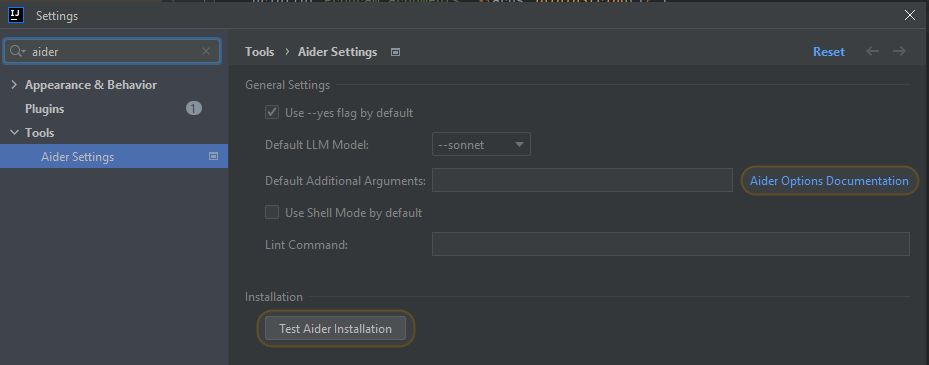 IJ Settings
aider
Tools › Aider Settings
Reset
Appearance & Behavior
Plugins 1
Tools
Aider Settings
General Settings
Use --yes flag by default
Default LLM Model: --sonnet
Default Additional Arguments: Aider Options Documentation
Use Shell Mode by default
Lint Command:
Installation
Test Aider Installation